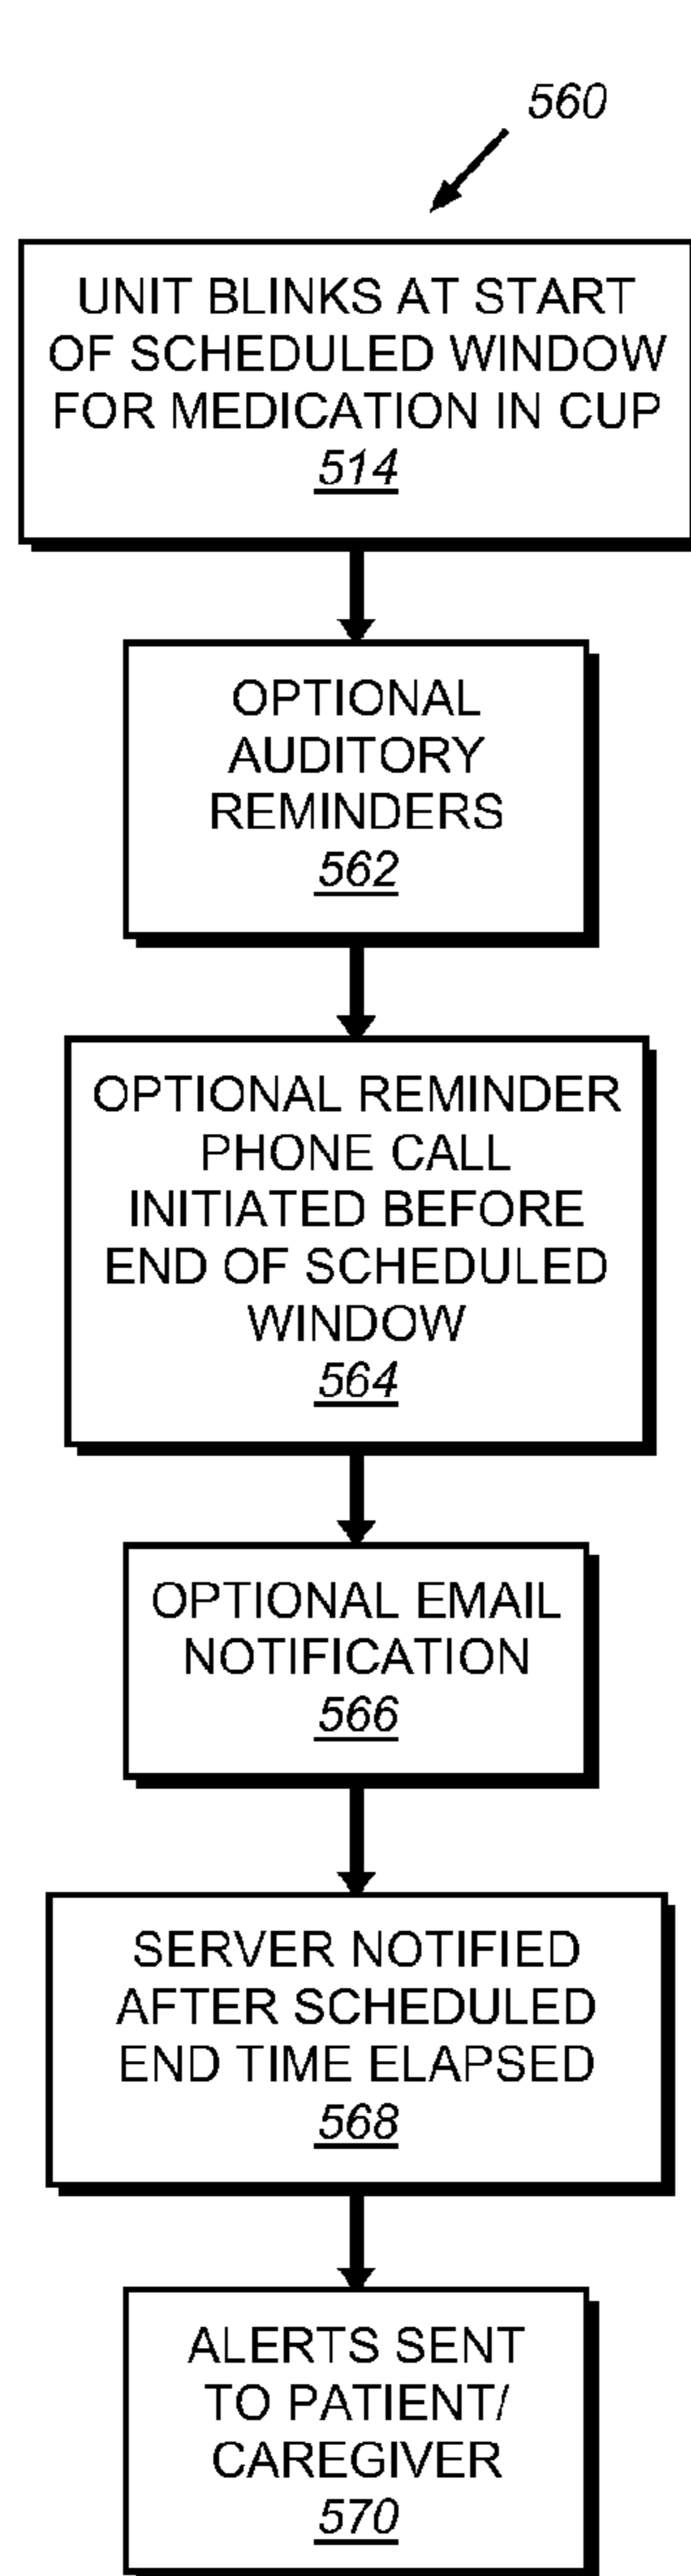 560
UNIT BLINKS AT START
OF SCHEDULED WINDOW
FOR MEDICATION IN CUP
514
OPTIONAL
AUDITORY
REMINDERS
562
OPTIONAL REMINDER
PHONE CALL
INITIATED BEFORE
END OF SCHEDULED
WINDOW
564
OPTIONAL EMAIL
NOTIFICATION
566
SERVER NOTIFIED
AFTER SCHEDULED
END TIME ELAPSED
568
ALERTS SENT
TO PATIENT/
CAREGIVER
570